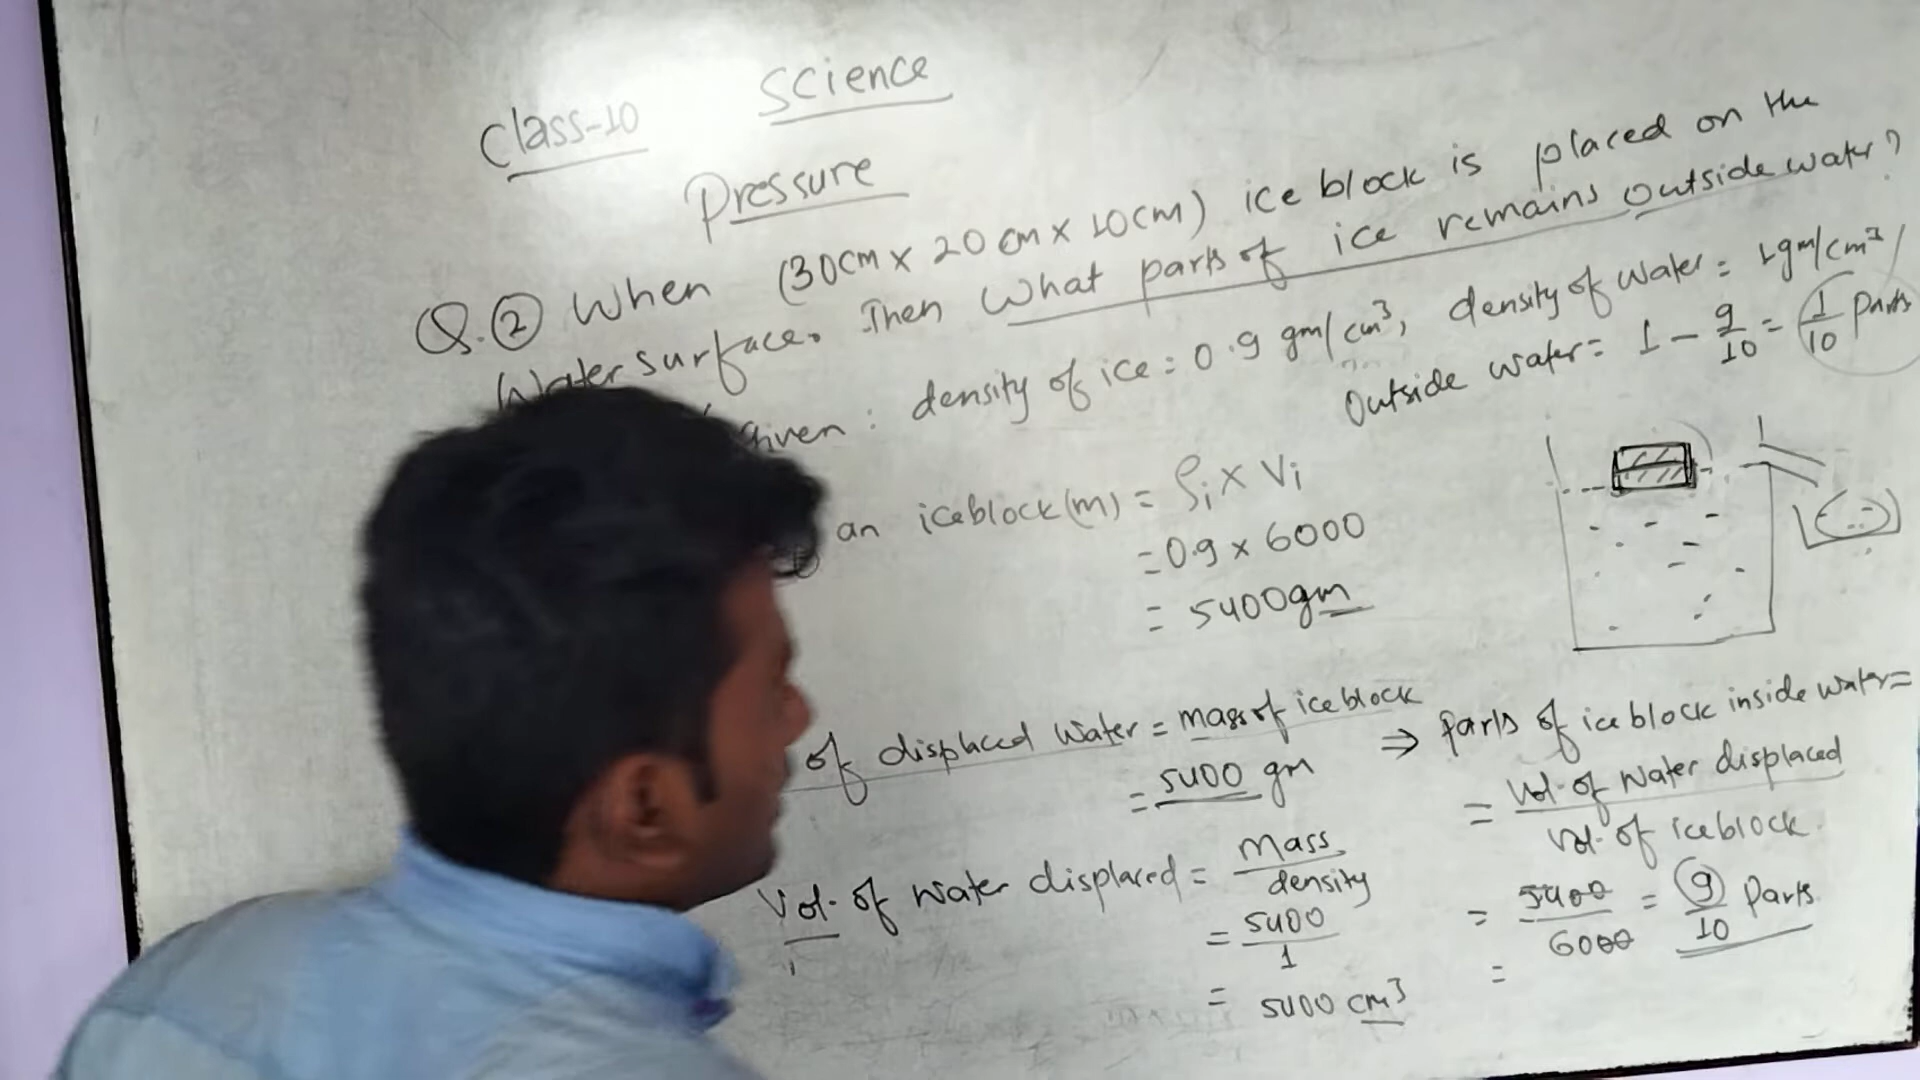 Class-10 Science
Pressure
Q.② When (30cm x 20cm x 10cm) ice block is placed on the
Water surface. Then what parts of ice remains outside water?
Given : density of ice = 0.9 gm/cm³, density of water = 1gm/cm³
Outside water = 1 - 9/10 = 1/10 parts
an iceblock(m) = ρi x Vi
= 0.9 x 6000
= 5400gm
of displaced water = mass of iceblock
= 5400 gm
Vol. of water displaced = Mass/density
= 5400/1
= 5400 cm³
⇒ Parts of iceblock inside water =
= Vol. of Water displaced/Vol. of iceblock
= 5400/6000 = 9/10 Parts
=